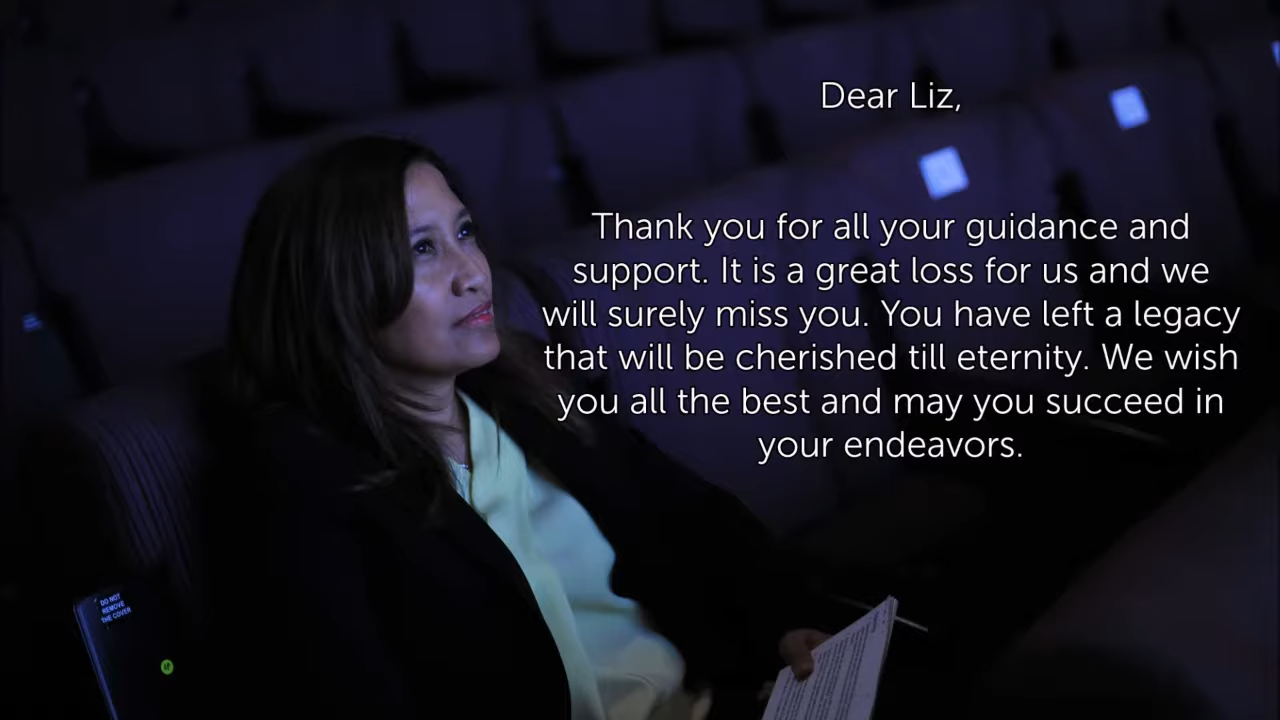 Dear Liz,
Thank you for all your guidance and
support. It is a great loss for us and we
will surely miss you. You have left a legacy
that will be cherished till eternity. We wish
you all the best and may you succeed in
your endeavors.
DO NOT
REMOVE
THE COVER